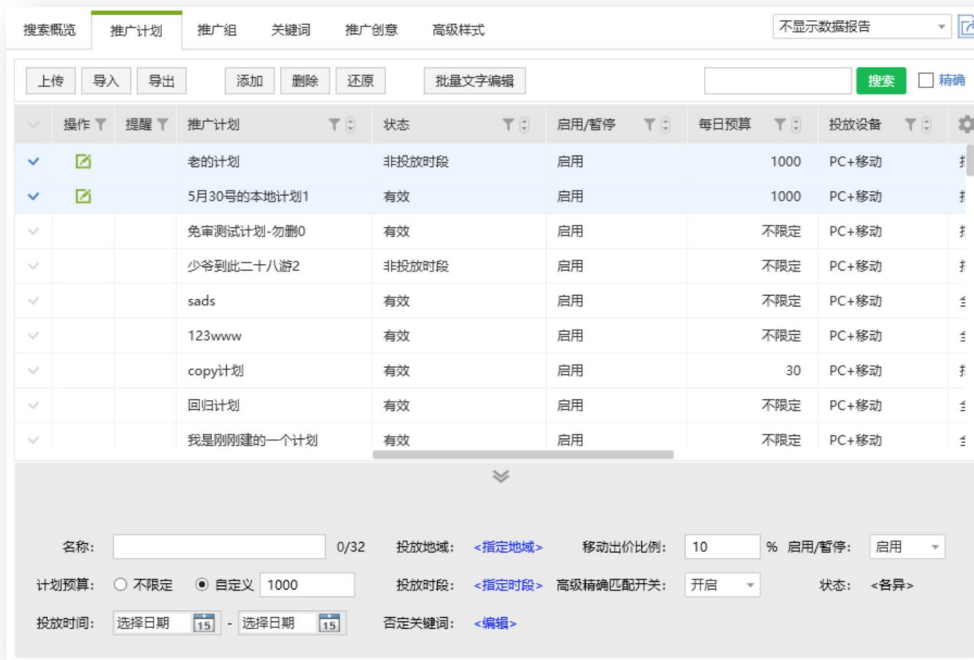 搜索概览 推广计划 推广组 关键词 推广创意 高级样式 不显示数据报告
上传 导入 导出 添加 删除 还原 批量文字编辑 搜索 精确
操作 提醒 推广计划 状态 启用/暂停 每日预算 投放设备
老的计划 非投放时段 启用 1000 PC+移动
5月30号的本地计划1 有效 启用 1000 PC+移动
免审测试计划-勿删0 有效 启用 不限定 PC+移动
少爷到此二十八游2 非投放时段 启用 不限定 PC+移动
sads 有效 启用 不限定 PC+移动
123www 有效 启用 不限定 PC+移动
copy计划 有效 启用 30 PC+移动
回归计划 有效 启用 不限定 PC+移动
我是刚刚建的一个计划 有效 启用 不限定 PC+移动
名称: 0/32 投放地域: <指定地域> 移动出价比例: 10 % 启用/暂停: 启用
计划预算: 不限定 自定义 1000 投放时段: <指定时段> 高级精确匹配开关: 开启 状态: <各异>
投放时间: 选择日期 15 - 选择日期 15 否定关键词: <编辑>